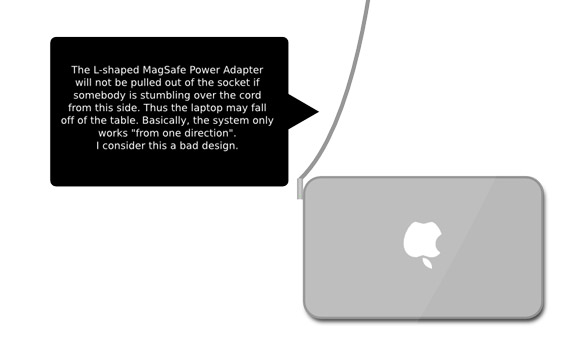 The L-shaped MagSafe Power Adapter
will not be pulled out of the socket if
somebody is stumbling over the cord
from this side. Thus the laptop may fall
off of the table. Basically, the system only
works "from one direction".
I consider this a bad design.